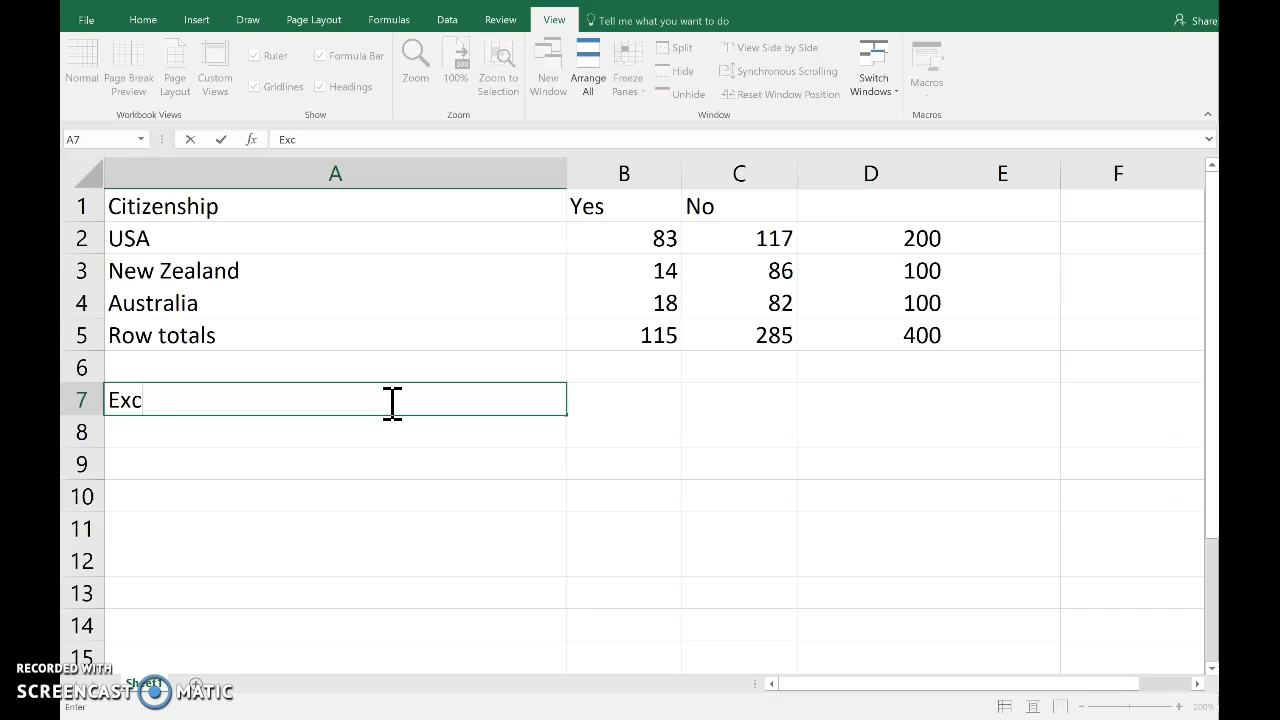 File Home Insert Draw Page Layout Formulas Data Review View Tell me what you want to do Share
Normal Page Break Preview Page Layout Custom Views Ruler Formula Bar Gridlines Headings Zoom 100 100% Zoom to Selection New Window Arrange All Freeze Panes Split Hide Unhide View Side by Side Synchronous Scrolling Reset Window Position Switch Windows Macros
Workbook Views Show Zoom Window Macros
A7 fx Exc
A B C D E F
1 Citizenship Yes No
2 USA 83 117 200
3 New Zealand 14 86 100
4 Australia 18 82 100
5 Row totals 115 285 400
6
7 Exc
8
9
10
11
12
13
14
15
RECORDED WITH
SCREENCAST MATIC
Sheet1
Enter 200%